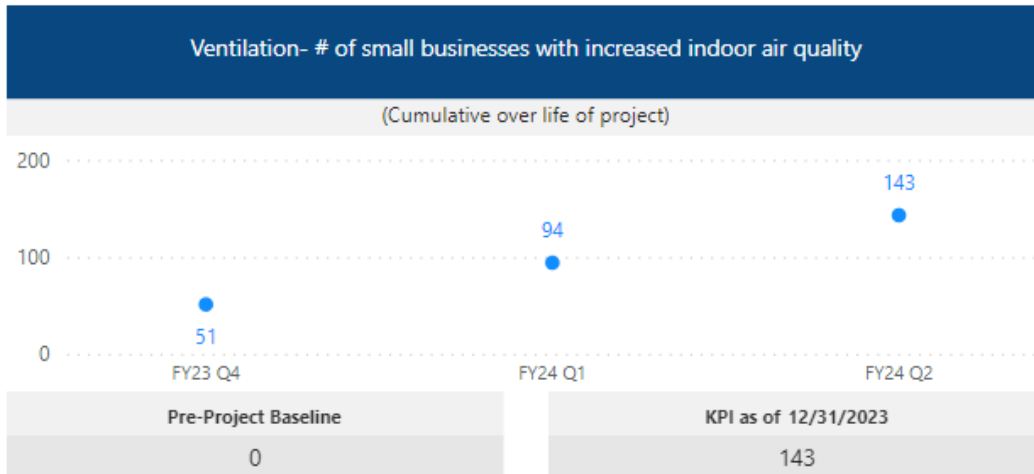 Ventilation- # of small businesses with increased indoor air quality
(Cumulative over life of project)
200
143
94
100
51
0
FY23 Q4 FY24 Q1 FY24 Q2
Pre-Project Baseline KPI as of 12/31/2023
0 143